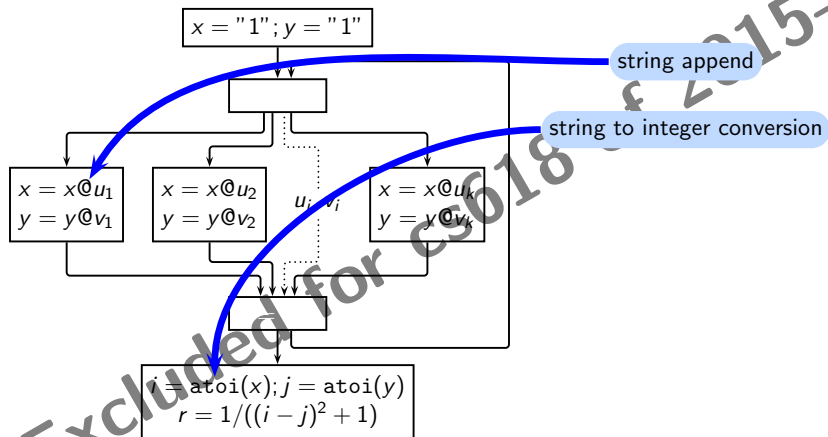 x = "1"; y = "1"
string append
string to integer conversion
x = x@u₁
y = y@v₁
x = x@u₂
y = y@v₂
uᵢ vᵢ
x = x@uₖ
y = y@vₖ
i = atoi(x); j = atoi(y)
r = 1/((i − j)² + 1)
Excluded for cs618 of 2015-